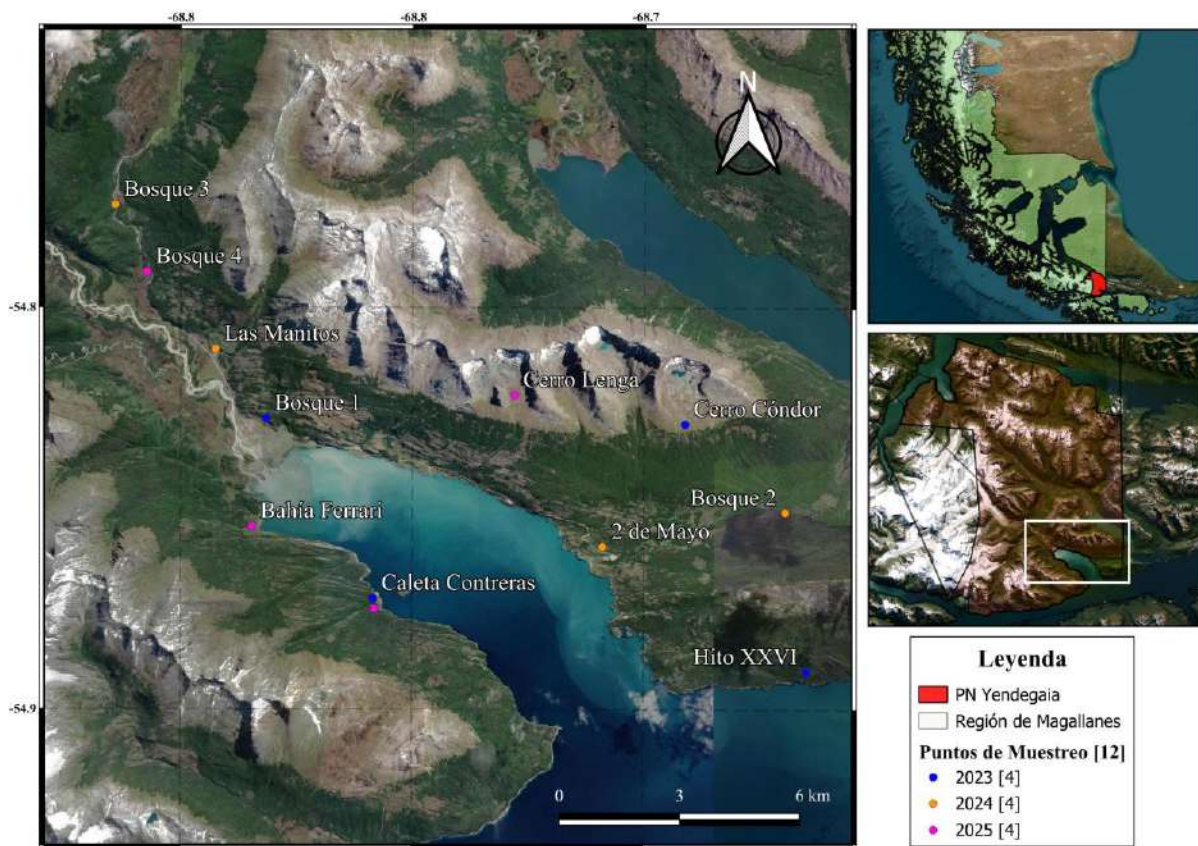 -68.8
-68.8
-68.7
N
Bosque 3
Bosque 4
-54.8
Las Manitos
Cerro Lenga
Bosque 1
Cerro Cóndor
Bosque 2
Bahía Ferrari
2 de Mayo
Caleta Contreras
Hito XXVI
-54.9
0
3
6 km
Leyenda
PN Yendegaia
Región de Magallanes
Puntos de Muestreo [12]
2023 [4]
2024 [4]
2025 [4]